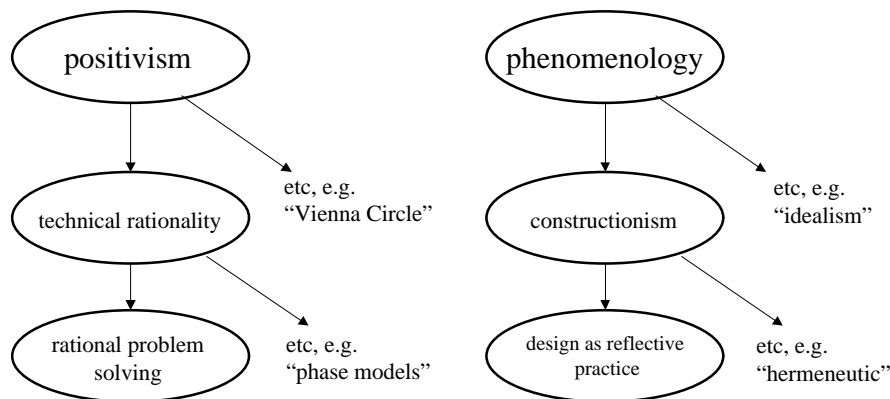 positivism
etc, e.g.
“Vienna Circle”
technical rationality
etc, e.g.
“phase models”
rational problem
solving
phenomenology
etc, e.g.
“idealism”
constructionism
etc, e.g.
“hermeneutic”
design as reflective
practice